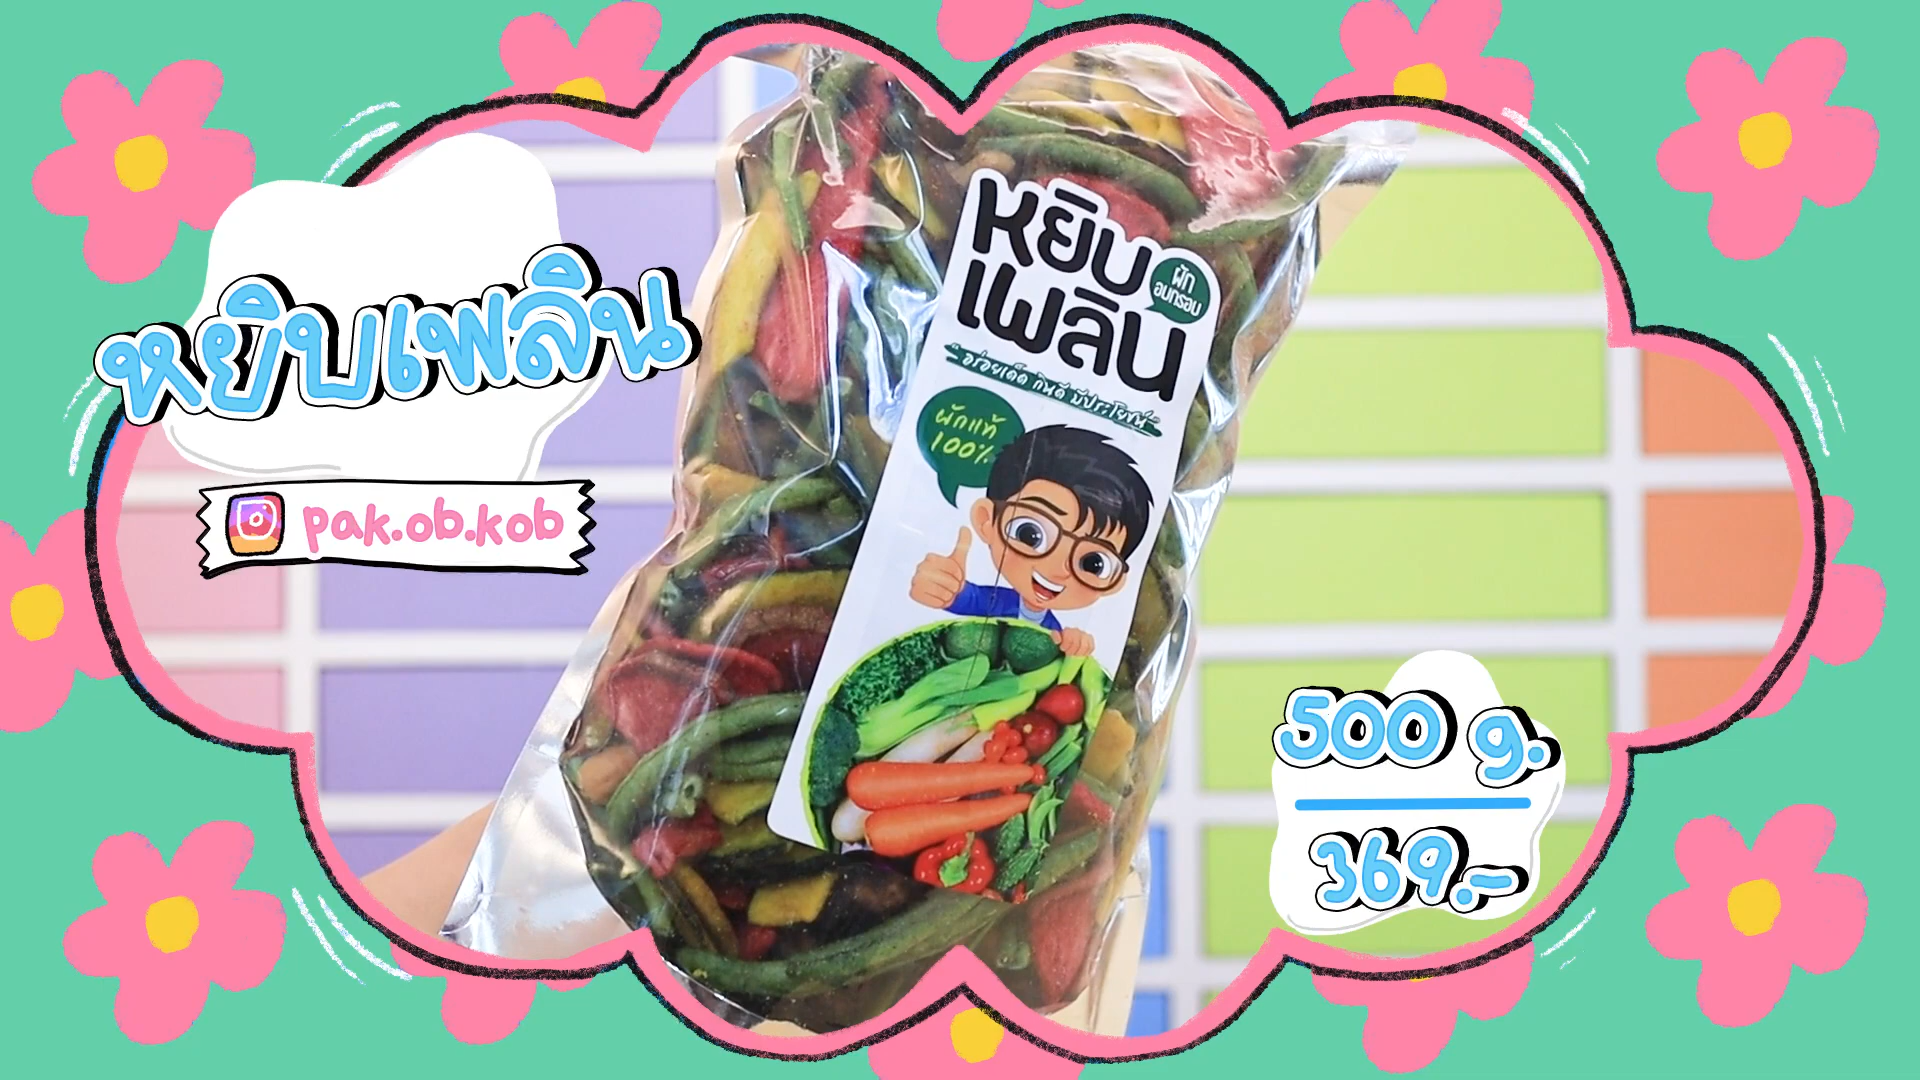 หยิบเพลิน
pak.ob.kob
หยิบ
เพลิน
ผัก
อบกรอบ
"อร่อยเด็ด กินดี มีประโยชน์"
ผักแท้
100%
500 g.
369.-